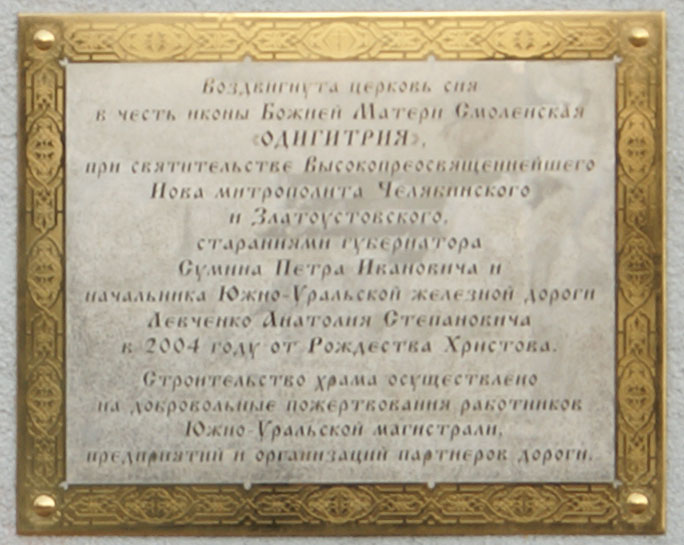 Воздвигнута церковь сия
в честь иконы Божией Матери Смоленская
«ОДИГИТРИЯ»,
при святительстве Высокопреосвященнейшего
Иова митрополита Челябинского
и Златоустовского,
стараниями губернатора
Сумина Петра Ивановича и
начальника Южно-Уральской железной дороги
Левченко Анатолия Степановича
в 2004 году от Рождества Христова.
Строительство храма осуществлено
на добровольные пожертвования работников
Южно-Уральской магистрали,
предприятий и организаций партнеров дороги.